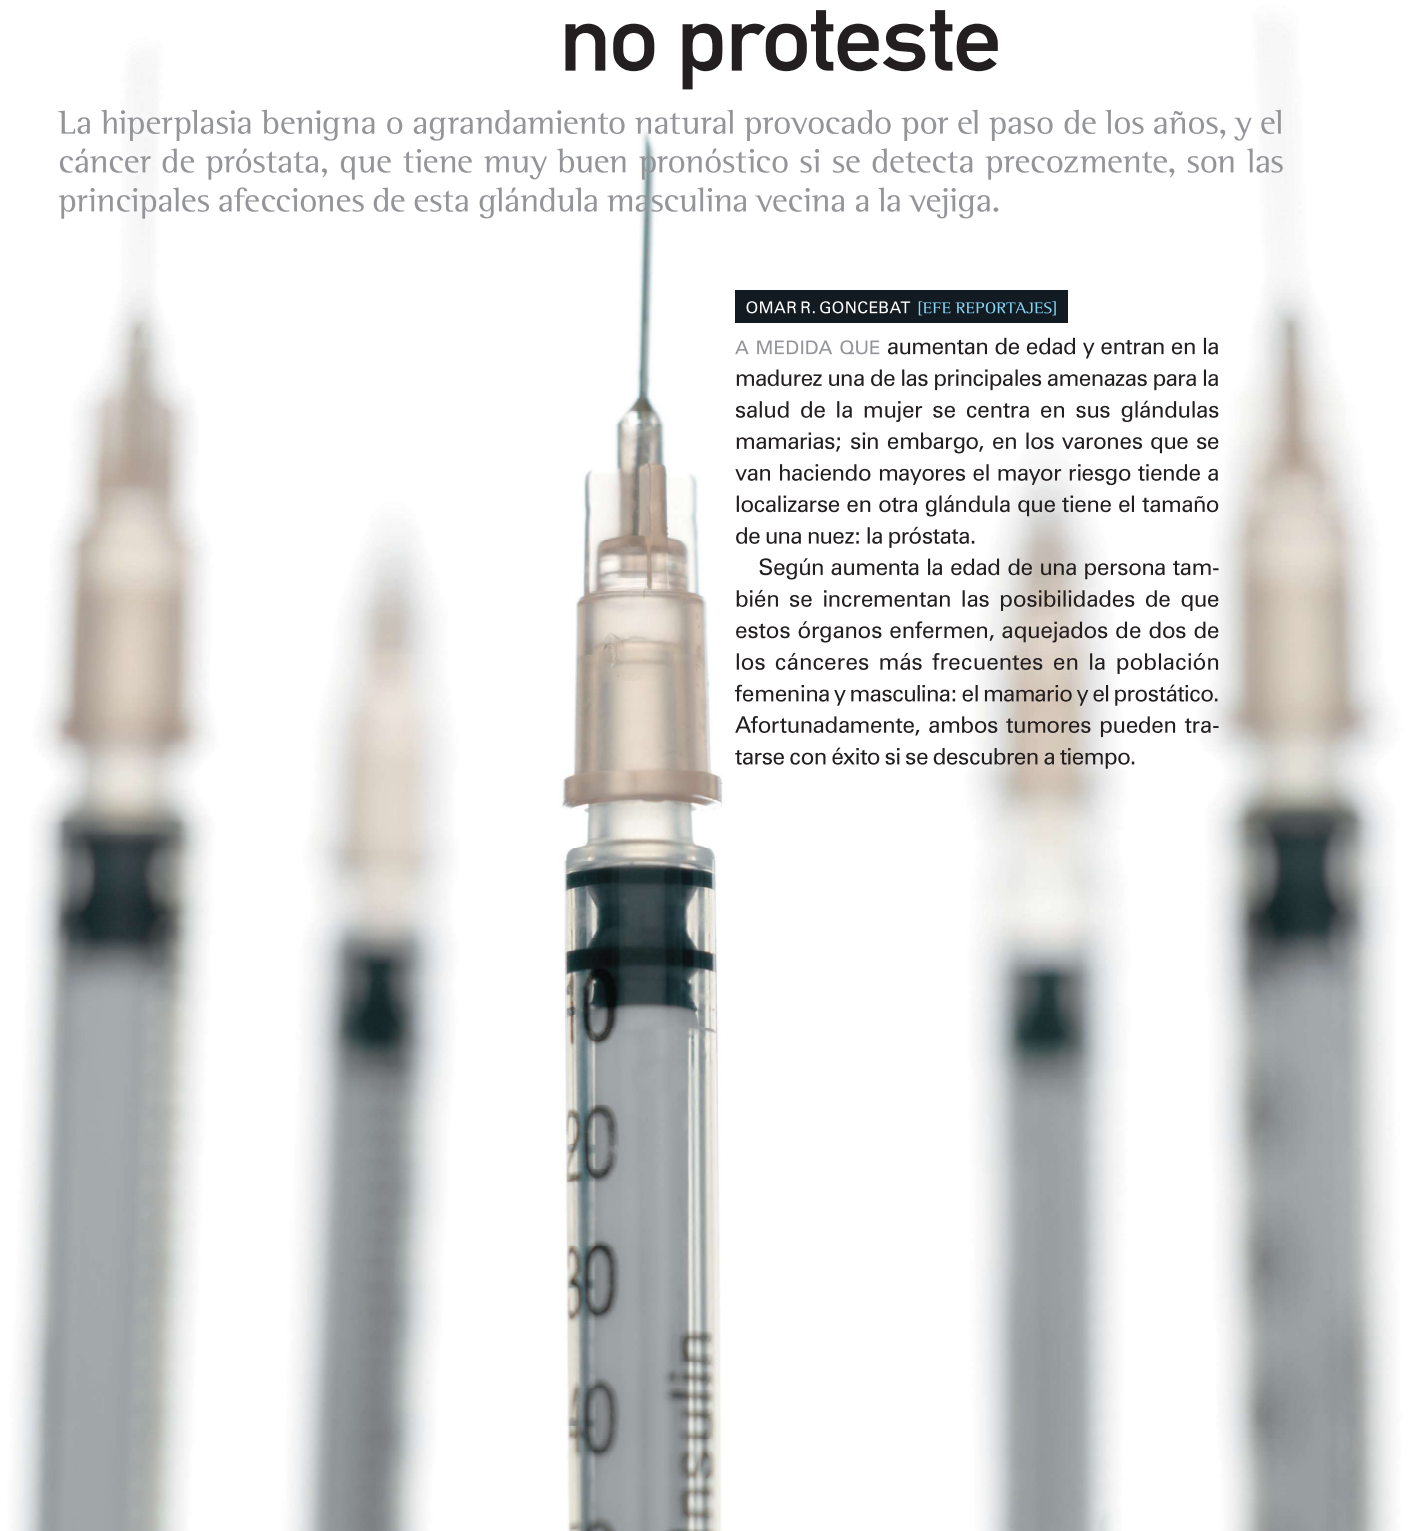 no proteste
La hiperplasia benigna o agrandamiento natural provocado por el paso de los años, y el
cáncer de próstata, que tiene muy buen pronóstico si se detecta precozmente, son las
principales afecciones de esta glándula masculina vecina a la vejiga.
OMAR R. GONCEBAT [EFE REPORTAJES]
A MEDIDA QUE aumentan de edad y entran en la
madurez una de las principales amenazas para la
salud de la mujer se centra en sus glándulas
mamarias; sin embargo, en los varones que se
van haciendo mayores el mayor riesgo tiende a
localizarse en otra glándula que tiene el tamaño
de una nuez: la próstata.
Según aumenta la edad de una persona tam-
bién se incrementan las posibilidades de que
estos órganos enfermen, aquejados de dos de
los cánceres más frecuentes en la población
femenina y masculina: el mamario y el prostático.
Afortunadamente, ambos tumores pueden tra-
tarse con éxito si se descubren a tiempo.
10
20
30
40
insulin